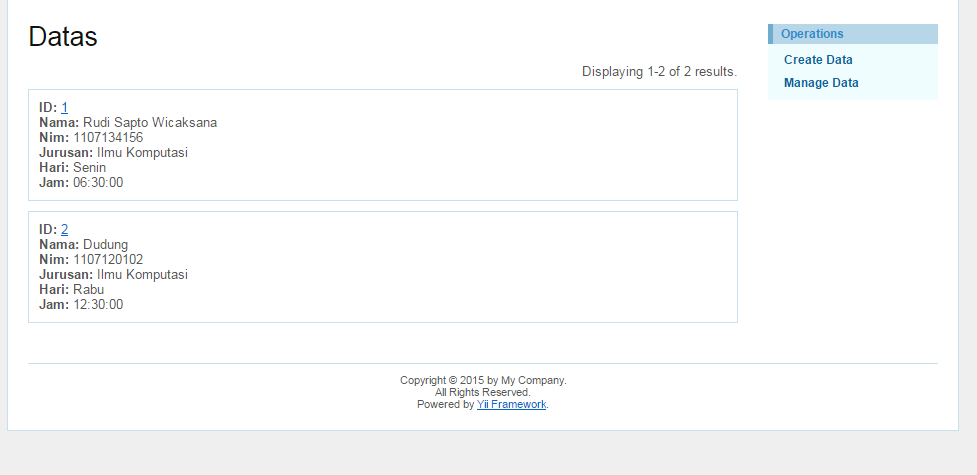 Datas
Displaying 1-2 of 2 results.
ID: 1
Nama: Rudi Sapto Wicaksana
Nim: 1107134156
Jurusan: Ilmu Komputasi
Hari: Senin
Jam: 06:30:00
ID: 2
Nama: Dudung
Nim: 1107120102
Jurusan: Ilmu Komputasi
Hari: Rabu
Jam: 12:30:00
Operations
Create Data
Manage Data
Copyright © 2015 by My Company.
All Rights Reserved.
Powered by Yii Framework.